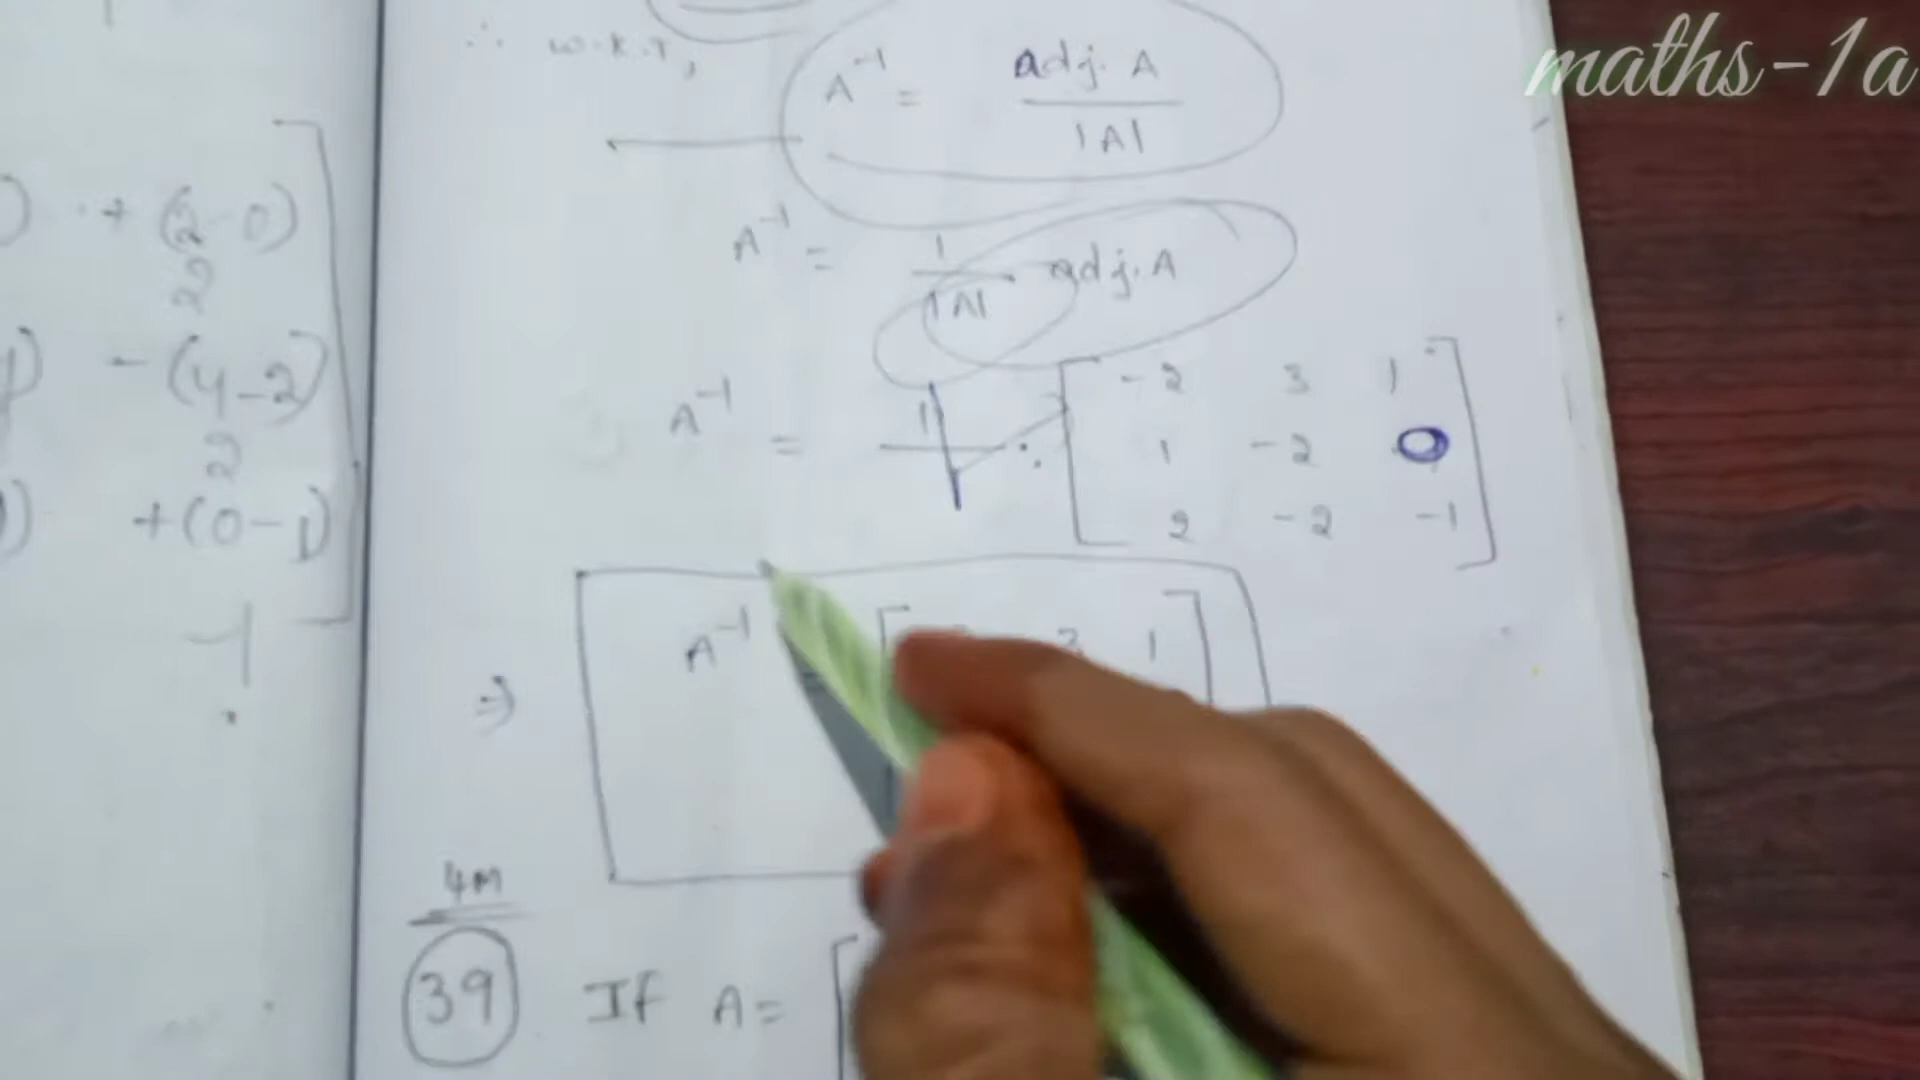 maths-1a
) + (2-0)
2
) - (4-2)
2
) + (0-1)
-1
∴ w.k.T,
A⁻¹ = adj. A
|A|
A⁻¹ = 1 adj. A
|A|
A⁻¹ = 1 . -2 3 1
1 -2 0
2 -2 -1
⇒ A⁻¹ 3 1
4M
39 If A =